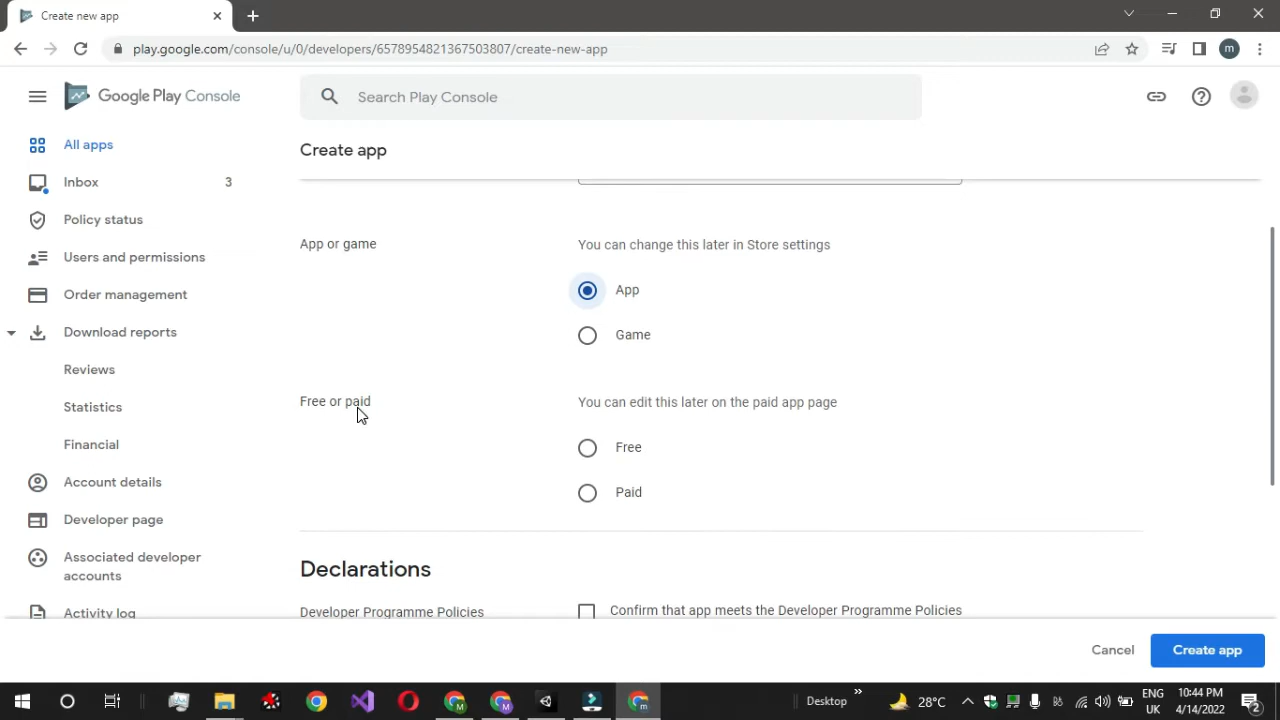 Create new app
play.google.com/console/u/0/developers/6578954821367503807/create-new-app
m
Google Play Console
Search Play Console
All apps
Create app
Inbox 3
Policy status
App or game
You can change this later in Store settings
Users and permissions
App
Order management
Download reports
Game
Reviews
Free or paid
You can edit this later on the paid app page
Statistics
Financial
Free
Account details
Paid
Developer page
Declarations
Associated developer
accounts
Activity log
Developer Programme Policies
Confirm that app meets the Developer Programme Policies
Cancel
Create app
Desktop
28°C
ENG
UK
10:44 PM
4/14/2022
2